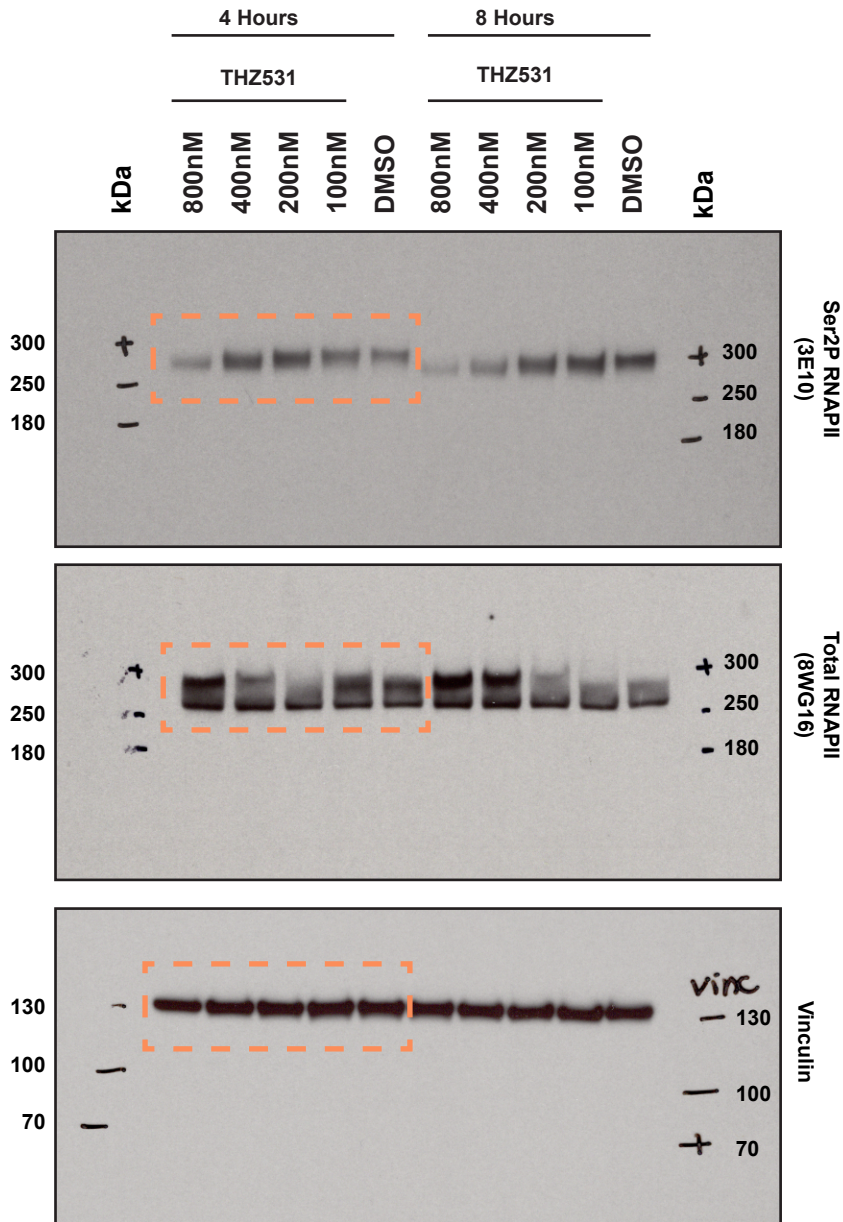 4 Hours
8 Hours
THZ531
THZ531
kDa
800nM
400nM
200nM
100nM
DMSO
800nM
400nM
200nM
100nM
DMSO
kDa
300
250
180
300
250
180
Ser2P RNAPII
(3E10)
300
250
180
300
250
180
Total RNAPII
(8WG16)
130
100
70
vinc
130
100
70
Vinculin